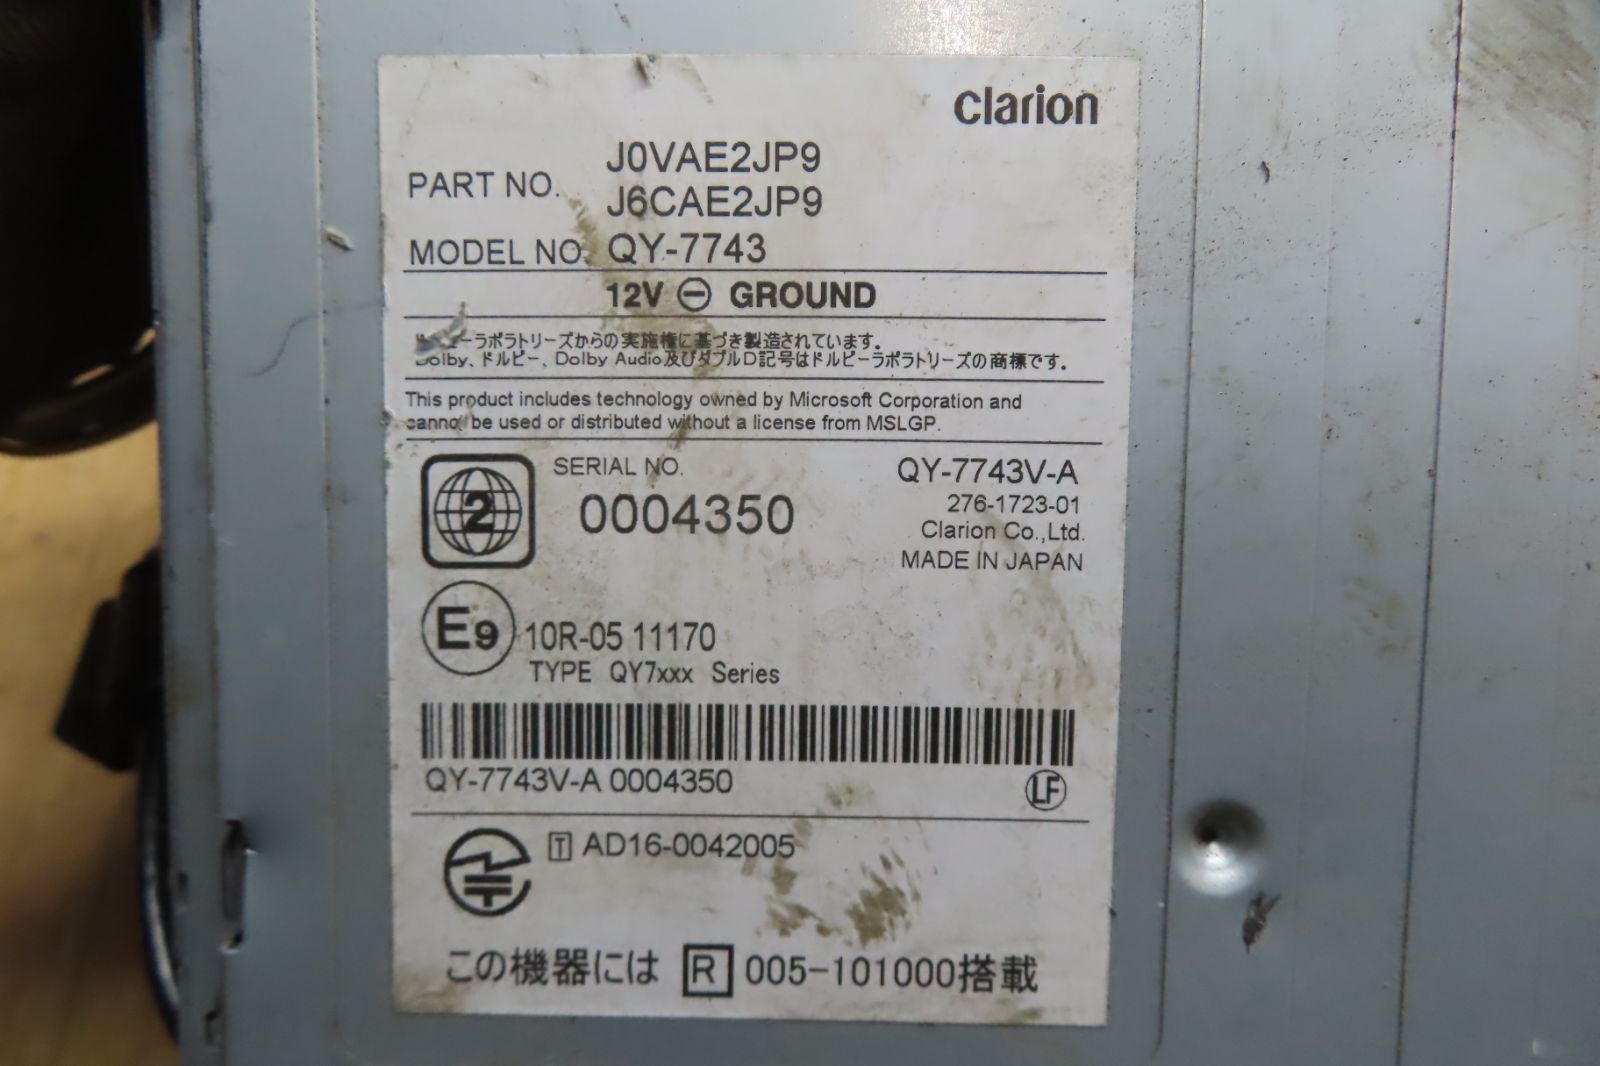 clarion
PART NO. J0VAE2JP9
J6CAE2JP9
MODEL NO. QY-7743
12V ⊖ GROUND
ーラボラトリーズからの実施権に基づき製造されています。
Dolby、ドルビー、Dolby Audio及びダブルD記号はドルビーラボラトリーズの商標です。
This product includes technology owned by Microsoft Corporation and
cannot be used or distributed without a license from MSLGP.
2
SERIAL NO.
0004350
QY-7743V-A
276-1723-01
Clarion Co.,Ltd.
MADE IN JAPAN
E9 10R-05 11170
TYPE QY7xxx Series
QY-7743V-A 0004350
LF
T AD16-0042005
この機器には R 005-101000搭載